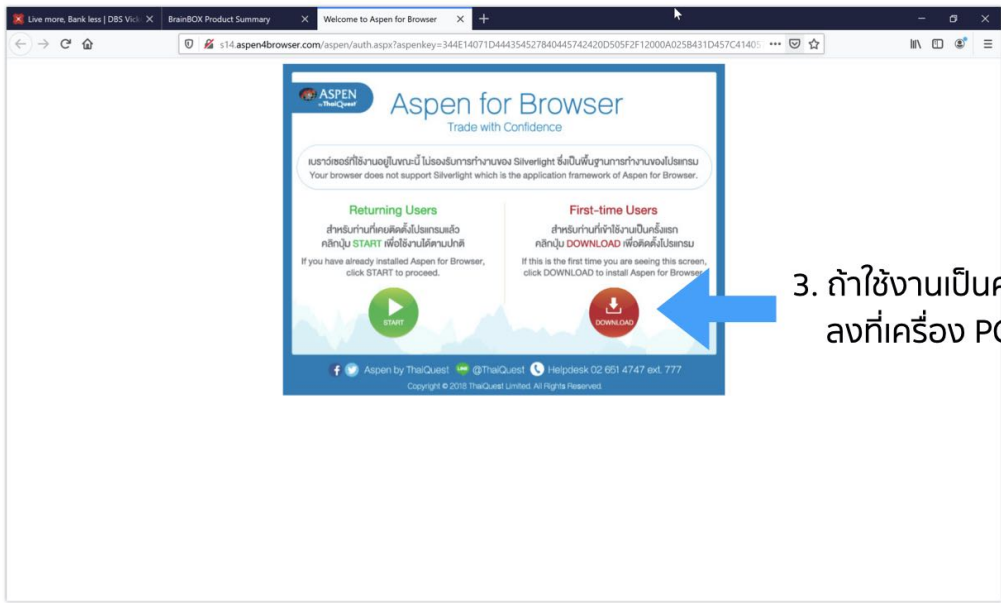 Live more, Bank less | DBS Vick
BrainBOX Product Summary
Welcome to Aspen for Browser
s14.aspen4browser.com/aspen/auth.aspx?aspenkey=344E14071D444354527840445742420D505F2F12000A025B431D457C41405
ASPEN
by ThaiQuest
Aspen for Browser
Trade with Confidence
เบราว์เซอร์ที่ใช้งานอยู่ในขณะนี้ ไม่รองรับการทำงานของ Silverlight ซึ่งเป็นพื้นฐานการทำงานของโปรแกรม
Your browser does not support Silverlight which is the application framework of Aspen for Browser.
Returning Users
สำหรับท่านที่เคยติดตั้งโปรแกรมแล้ว
คลิกปุ่ม START เพื่อใช้งานได้ตามปกติ
If you have already installed Aspen for Browser,
click START to proceed.
START
First-time Users
สำหรับท่านที่เข้าใช้งานเป็นครั้งแรก
คลิกปุ่ม DOWNLOAD เพื่อติดตั้งโปรแกรม
If this is the first time you are seeing this screen,
click DOWNLOAD to install Aspen for Browser
DOWNLOAD
3. ถ้าใช้งานเป็นค
ลงที่เครื่อง PC
Aspen by ThaiQuest @ThaiQuest Helpdesk 02 651 4747 ext. 777
Copyright © 2018 ThaiQuest Limited. All Rights Reserved.